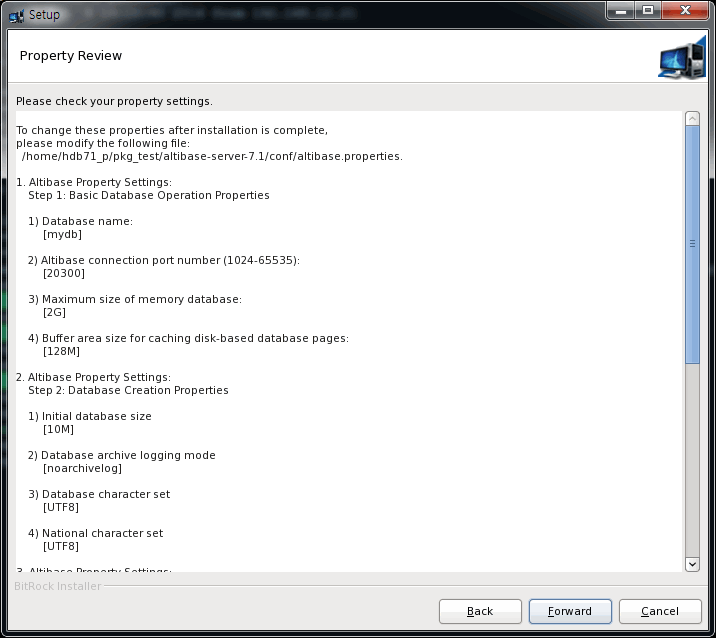 Setup
Property Review
Please check your property settings.
To change these properties after installation is complete,
please modify the following file:
/home/hdb71_p/pkg_test/altibase-server-7.1/conf/altibase.properties.
1. Altibase Property Settings:
Step 1: Basic Database Operation Properties
1) Database name:
[mydb]
2) Altibase connection port number (1024-65535):
[20300]
3) Maximum size of memory database:
[2G]
4) Buffer area size for caching disk-based database pages:
[128M]
2. Altibase Property Settings:
Step 2: Database Creation Properties
1) Initial database size
[10M]
2) Database archive logging mode
[noarchivelog]
3) Database character set
[UTF8]
4) National character set
[UTF8]
3. Altibase Property Settings:
BitRock Installer
Back
Forward
Cancel